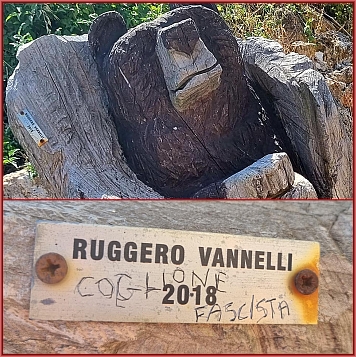 RUGGERO VANNELLI
COGLIONE
2018
FASCISTA